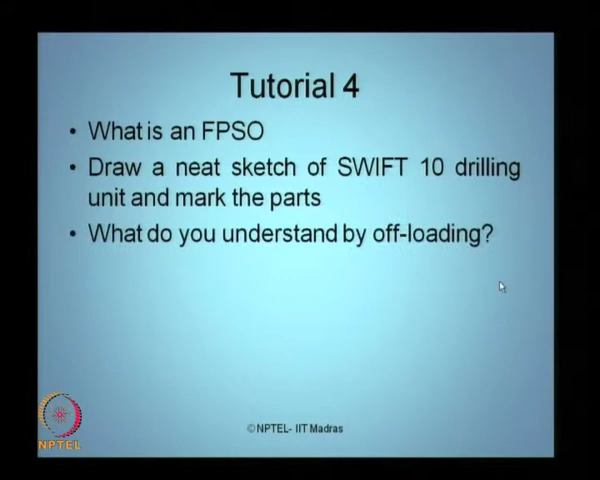 Tutorial 4
• What is an FPSO
• Draw a neat sketch of SWIFT 10 drilling
unit and mark the parts
• What do you understand by off-loading?
NPTEL
©NPTEL- IIT Madras